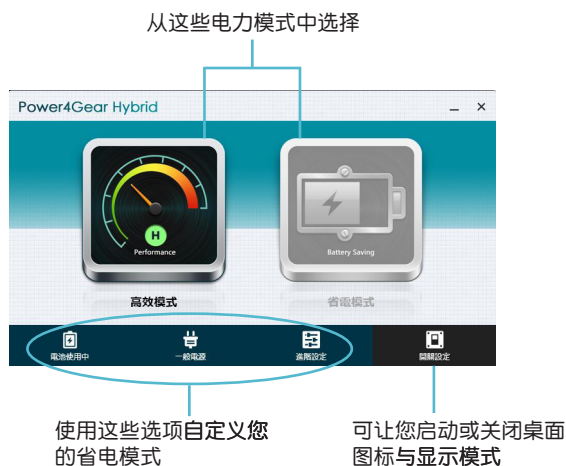 从这些电力模式中选择
Power4Gear Hybrid
H
Performance
Battery Saving
高效模式
省電模式
電池使用中
一般電源
進階設定
開關設定
使用这些选项自定义您
的省电模式
可让您启动或关闭桌面
图标与显示模式